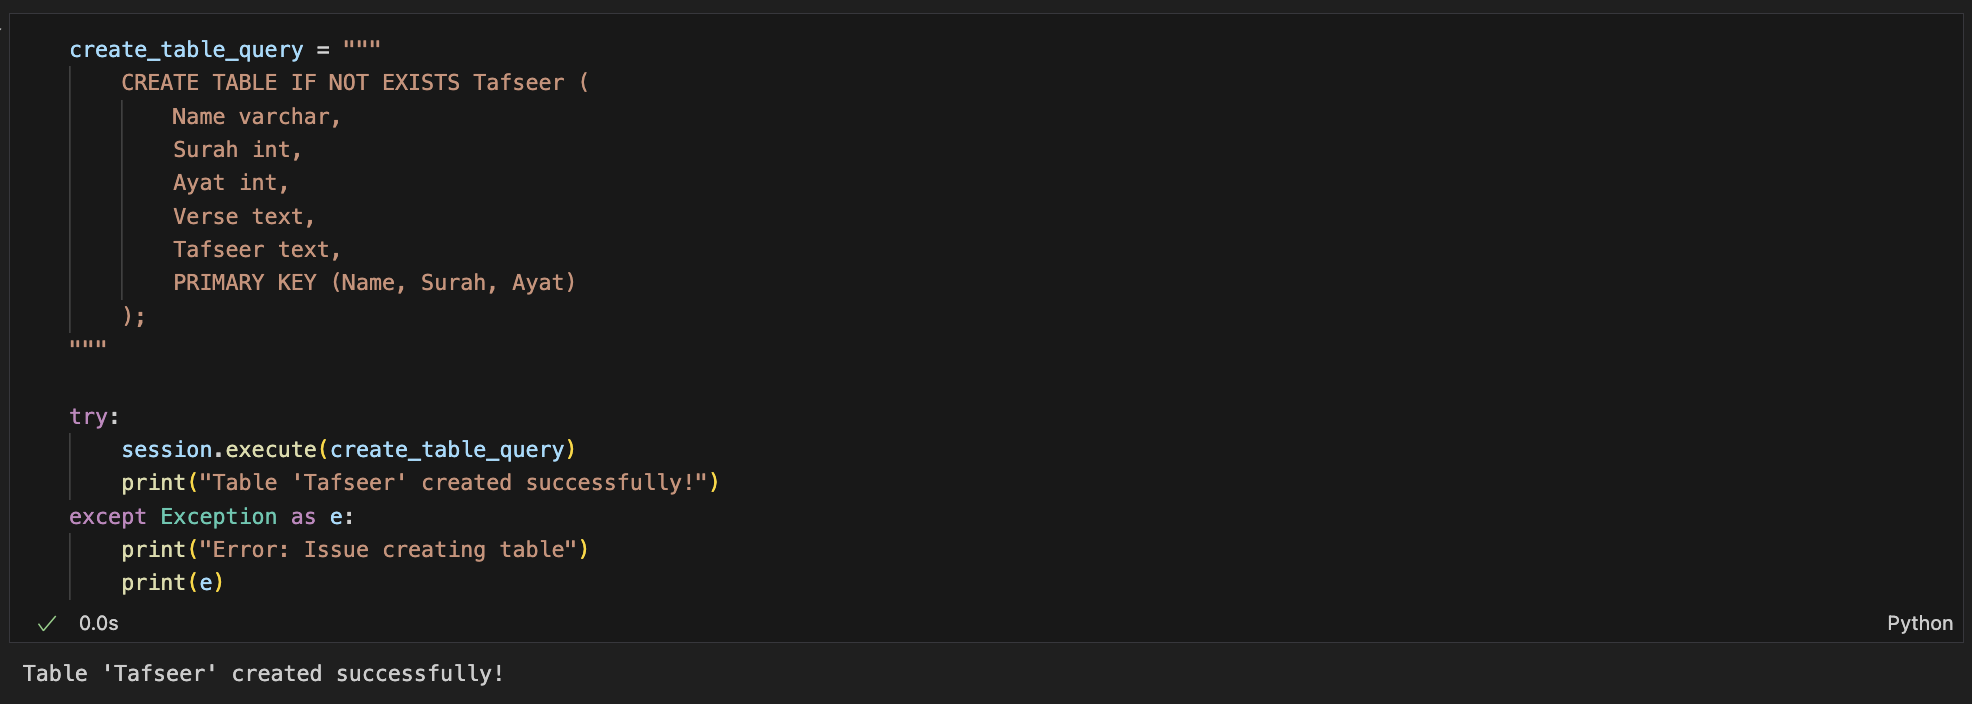 create_table_query = """
CREATE TABLE IF NOT EXISTS Tafseer (
Name varchar,
Surah int,
Ayat int,
Verse text,
Tafseer text,
PRIMARY KEY (Name, Surah, Ayat)
);
"""
try:
session.execute(create_table_query)
print("Table 'Tafseer' created successfully!")
except Exception as e:
print("Error: Issue creating table")
print(e)
✓ 0.0s
Python
Table 'Tafseer' created successfully!